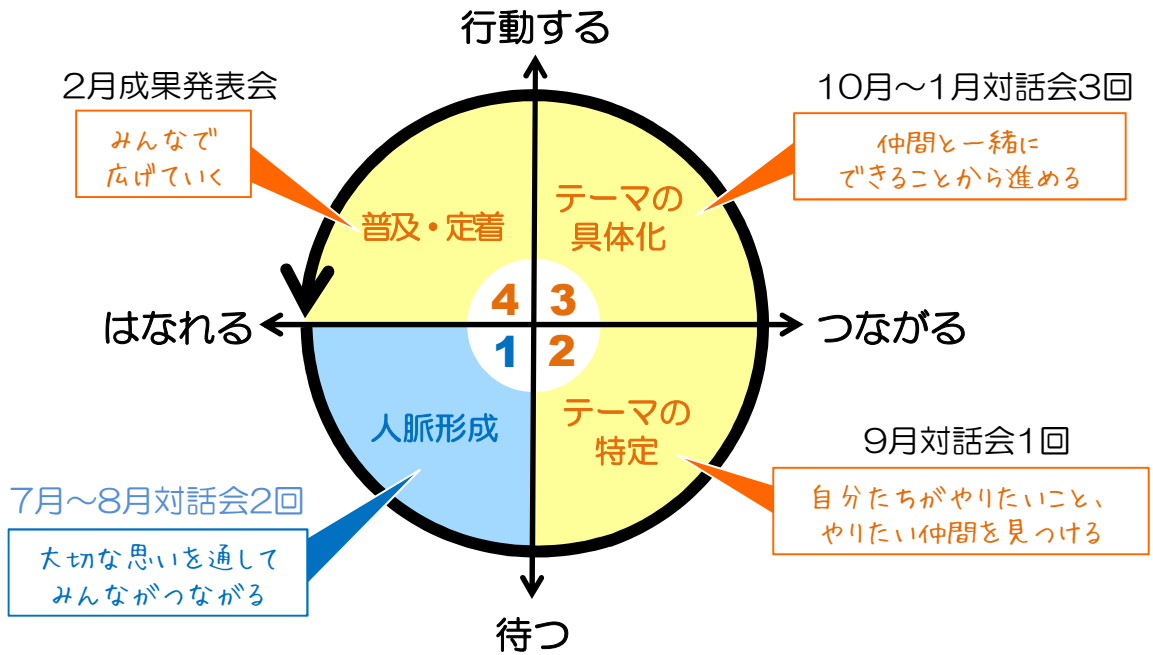 行動する
2月成果発表会
10月～1月対話会3回
みんなで
広げていく
仲間と一緒に
できることから進める
普及・定着
テーマの
具体化
4
3
はなれる
つながる
1
2
人脈形成
テーマの
特定
9月対話会1回
自分たちがやりたいこと、
やりたい仲間を見つける
7月～8月対話会2回
大切な思いを通して
みんながつながる
待つ